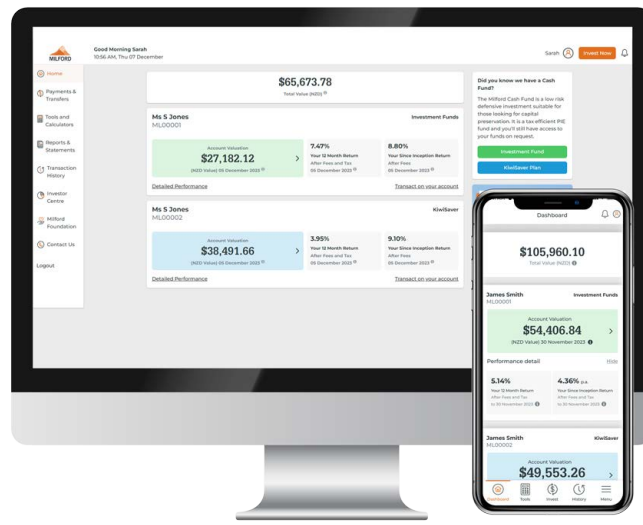 MILFORD
Good Morning Sarah
10:56 AM, Thu 07 December
Sarah
Invest Now
Home
Payments &
Transfers
Tools and
Calculators
Reports &
Statements
Transaction
History
Investor
Centre
Milford
Foundation
Contact Us
Logout
$65,673.78
Total Value (NZD)
Ms S Jones
ML00001
Investment Funds
Account Valuation
$27,182.12
(NZD Value) 05 December 2023
7.47%
Your 12 Month Return
After Fees and Tax
05 December 2023
8.80%
Your Since Inception Return
After Fees
05 December 2023
Detailed Performance
Transact on your account
Ms S Jones
ML00002
KiwiSaver
Account Valuation
$38,491.66
(NZD Value) 05 December 2023
3.95%
Your 12 Month Return
After Fees and Tax
05 December 2023
9.10%
Your Since Inception Return
After Fees
05 December 2023
Detailed Performance
Transact on your account
Did you know we have a Cash
Fund?
The Milford Cash Fund is a low risk
defensive investment suitable for
those looking for capital
preservation. It is a tax efficient PIE
fund and you'll still have access to
your funds on request.
Investment Fund
KiwiSaver Plan
Dashboard
$105,960.10
Total Value (NZD)
James Smith
ML00001
Investment Funds
Account Valuation
$54,406.84
(NZD Value) 30 November 2023
Performance detail
Hide
5.14%
Your 12 Month Return
After Fees and Tax
to 30 November 2023
4.36% p.a.
Your Since Inception Return
After Fees and Tax
to 30 November 2023
James Smith
ML00002
KiwiSaver
Account Valuation
$49,553.26
Dashboard
Tools
Invest
History
Menu